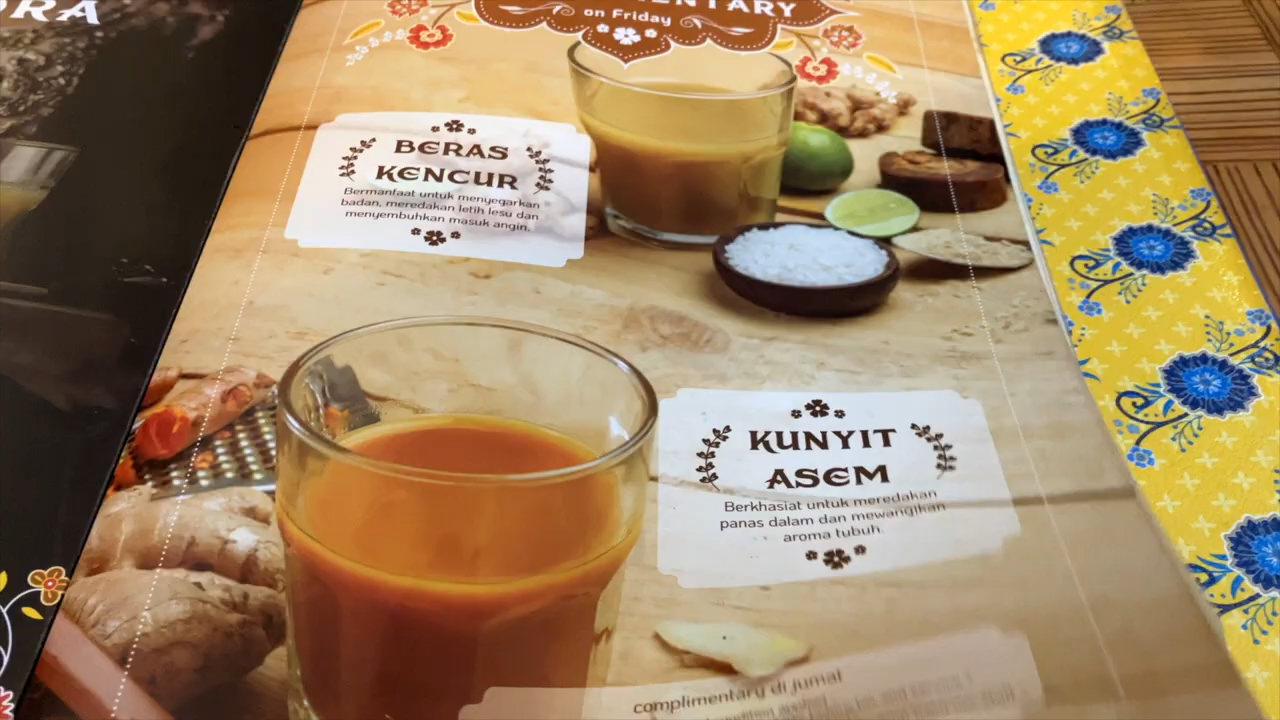 on Friday
BERAS
KENCUR
Bermanfaat untuk menyegarkan
badan, meredakan letih lesu dan
menyembuhkan masuk angin.
KUNYIT
ASEM
Berkhasiat untuk meredakan
panas dalam dan mewangikan
aroma tubuh.
complimentary di jumat